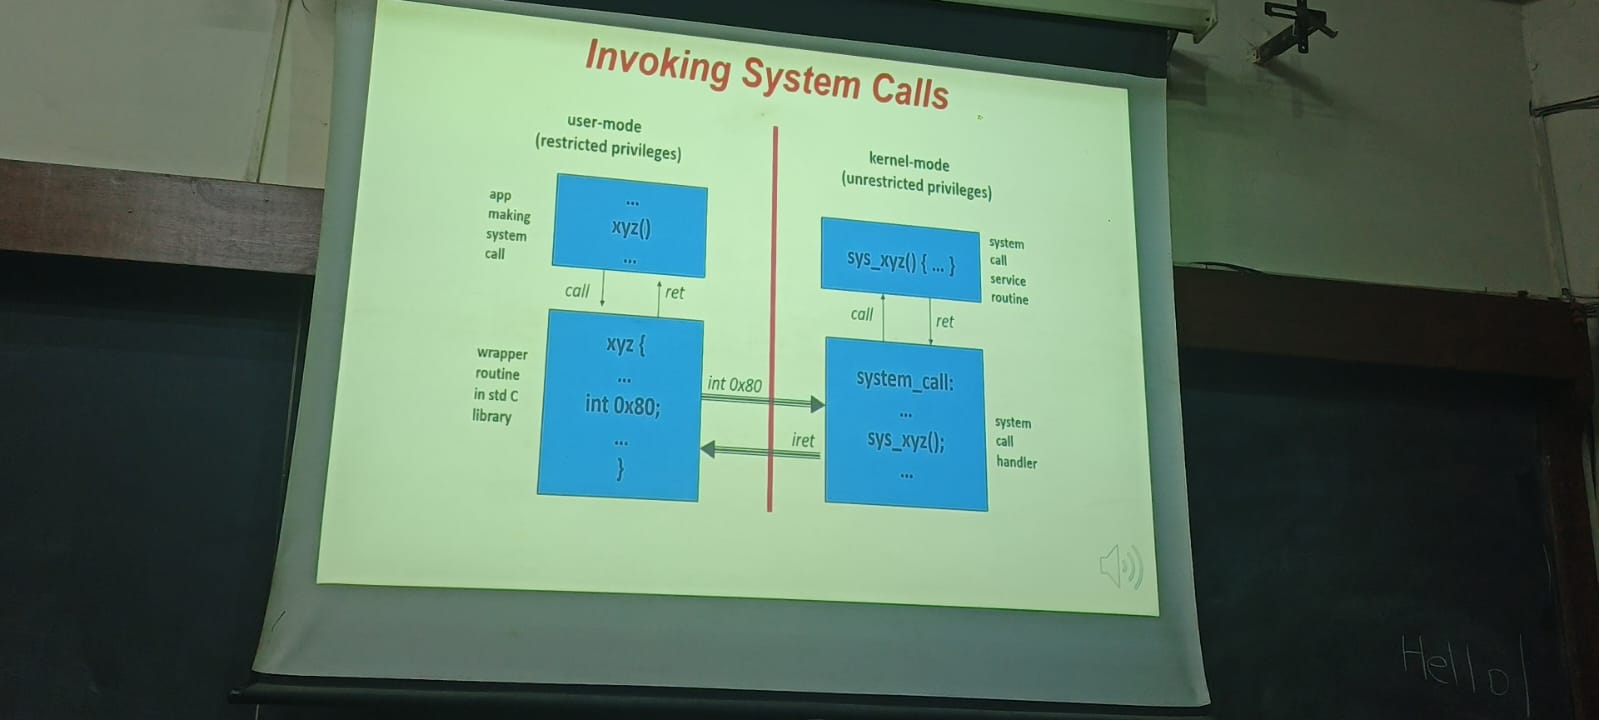 Invoking System Calls
user-mode
(restricted privileges)
app
making
system
call
...
xyz()
...
call
ret
wrapper
routine
in std C
library
xyz {
...
int 0x80;
...
}
int 0x80
iret
kernel-mode
(unrestricted privileges)
sys_xyz() { ... }
system
call
service
routine
call
ret
system_call:
...
sys_xyz();
...
system
call
handler
Hello!